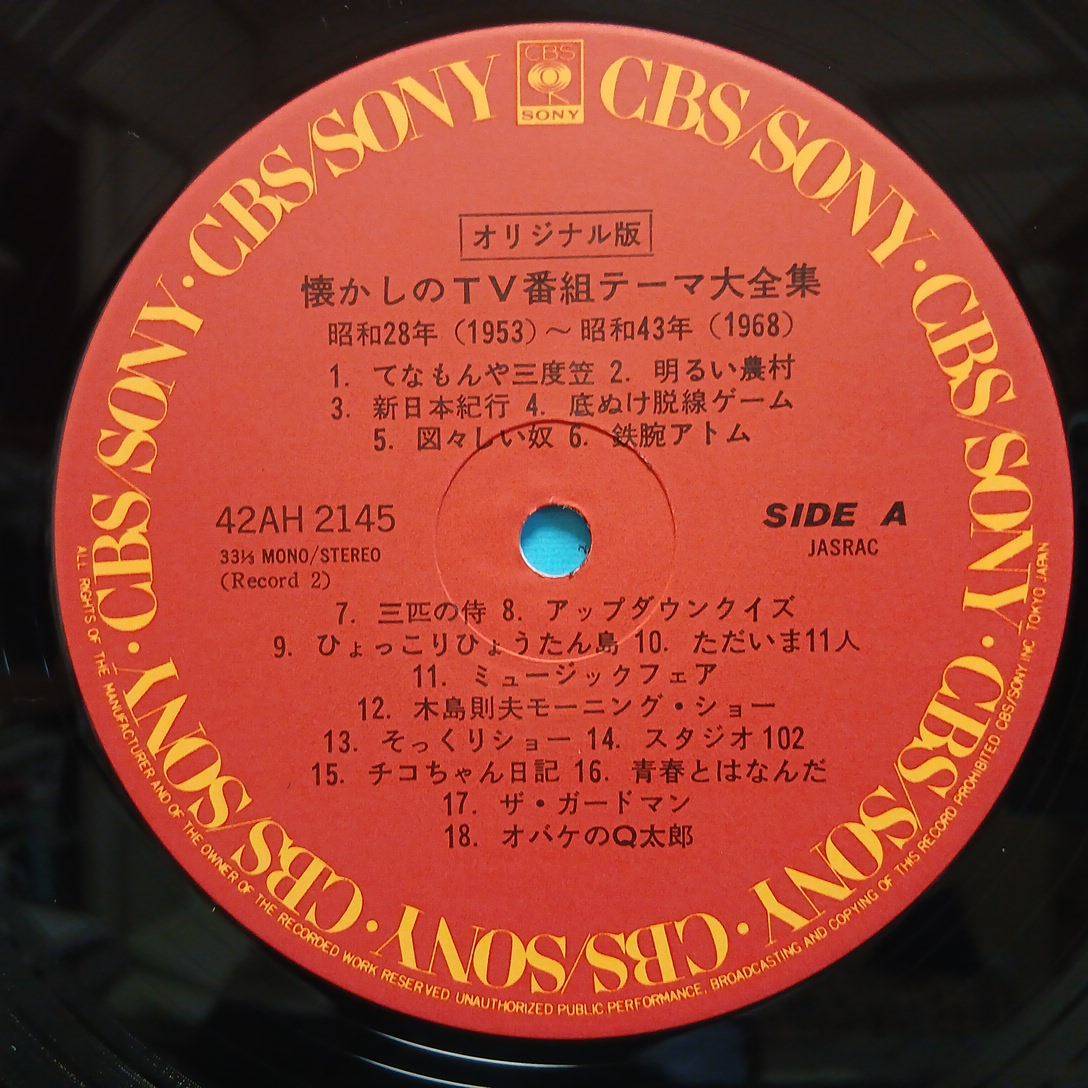 CBS
SONY
CBS/SONY · CBS/SONY · CBS/SONY · CBS/SONY · CBS/SONY · CBS/SONY · CBS/SONY · CBS/SONY
オリジナル版
懐かしのTV番組テーマ大全集
昭和28年（1953）〜昭和43年（1968）
1. てなもんや三度笠 2. 明るい農村
3. 新日本紀行 4. 底ぬけ脱線ゲーム
5. 図々しい奴 6. 鉄腕アトム
42AH 2145
33⅓ MONO/STEREO
(Record 2)
SIDE A
JASRAC
7. 三匹の侍 8. アップダウンクイズ
9. ひょっこりひょうたん島 10. ただいま11人
11. ミュージックフェア
12. 木島則夫モーニング・ショー
13. そっくりショー 14. スタジオ102
15. チコちゃん日記 16. 青春とはなんだ
17. ザ・ガードマン
18. オバケのQ太郎
ALL RIGHTS OF THE MANUFACTURER AND OF THE OWNER OF THE RECORDED WORK RESERVED UNAUTHORIZED PUBLIC PERFORMANCE, BROADCASTING AND COPYING OF THIS RECORD PROHIBITED CBS/SONY INC TOKYO JAPAN